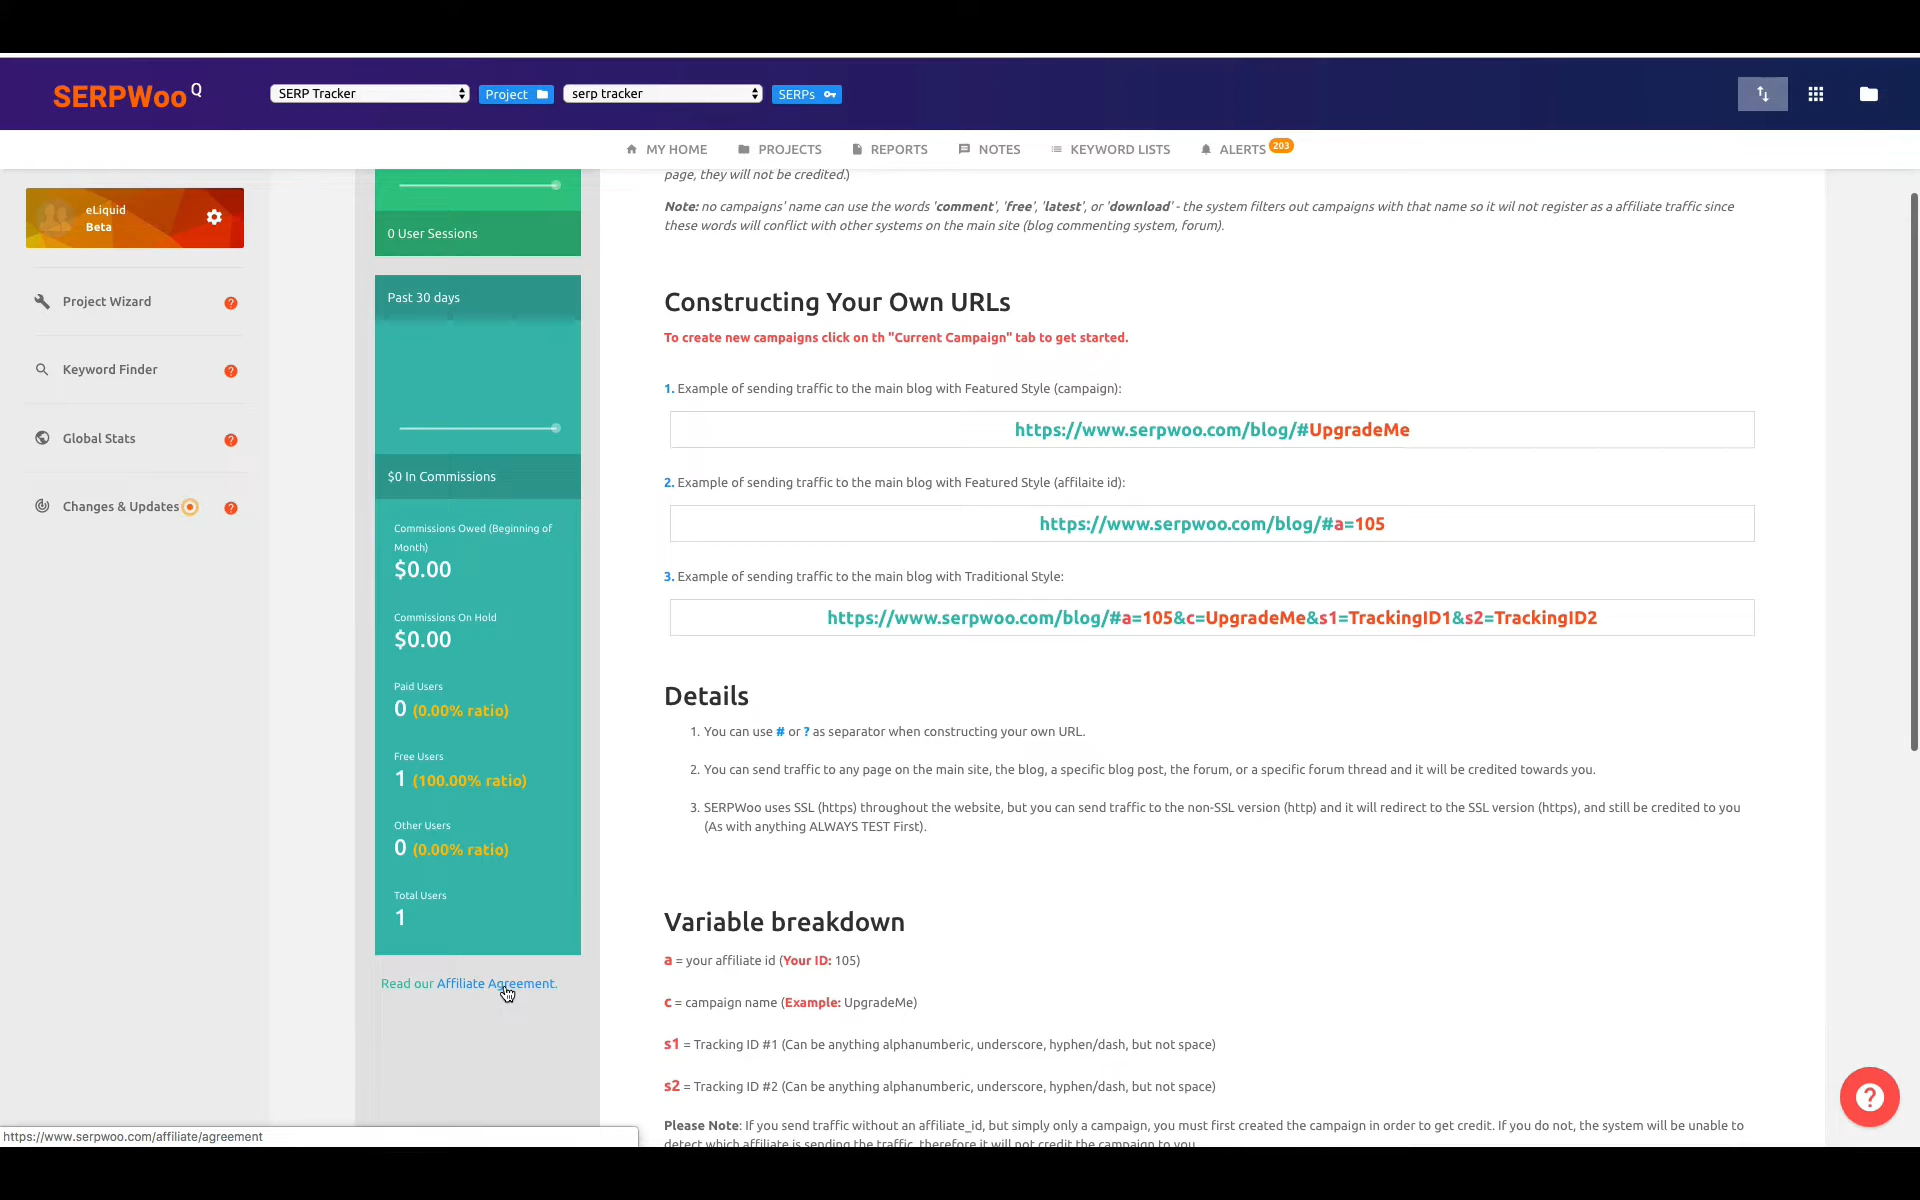 SERPWoo Q
SERP Tracker
Project
serp tracker
SERPs
MY HOME
PROJECTS
REPORTS
NOTES
KEYWORD LISTS
ALERTS 203
eLiquid
Beta
Project Wizard ?
Keyword Finder ?
Global Stats ?
Changes & Updates ?
0 User Sessions
Past 30 days
$0 In Commissions
Commissions Owed (Beginning of
Month)
$0.00
Commissions On Hold
$0.00
Paid Users
0 (0.00% ratio)
Free Users
1 (100.00% ratio)
Other Users
0 (0.00% ratio)
Total Users
1
Read our Affiliate Agreement.
page, they will not be credited.)
Note: no campaigns' name can use the words 'comment', 'free', 'latest', or 'download' - the system filters out campaigns with that name so it wil not register as a affiliate traffic since
these words will conflict with other systems on the main site (blog commenting system, forum).
Constructing Your Own URLs
To create new campaigns click on th "Current Campaign" tab to get started.
1. Example of sending traffic to the main blog with Featured Style (campaign):
https://www.serpwoo.com/blog/#UpgradeMe
2. Example of sending traffic to the main blog with Featured Style (affilaite id):
https://www.serpwoo.com/blog/#a=105
3. Example of sending traffic to the main blog with Traditional Style:
https://www.serpwoo.com/blog/#a=105&c=UpgradeMe&s1=TrackingID1&s2=TrackingID2
Details
1. You can use # or ? as separator when constructing your own URL.
2. You can send traffic to any page on the main site, the blog, a specific blog post, the forum, or a specific forum thread and it will be credited towards you.
3. SERPWoo uses SSL (https) throughout the website, but you can send traffic to the non-SSL version (http) and it will redirect to the SSL version (https), and still be credited to you
(As with anything ALWAYS TEST First).
Variable breakdown
a = your affiliate id (Your ID: 105)
c = campaign name (Example: UpgradeMe)
s1 = Tracking ID #1 (Can be anything alphanumberic, underscore, hyphen/dash, but not space)
s2 = Tracking ID #2 (Can be anything alphanumberic, underscore, hyphen/dash, but not space)
Please Note: If you send traffic without an affiliate_id, but simply only a campaign, you must first created the campaign in order to get credit. If you do not, the system will be unable to
detect which affiliate is sending the traffic, therefore it will not credit the campaign to you
?
https://www.serpwoo.com/affiliate/agreement